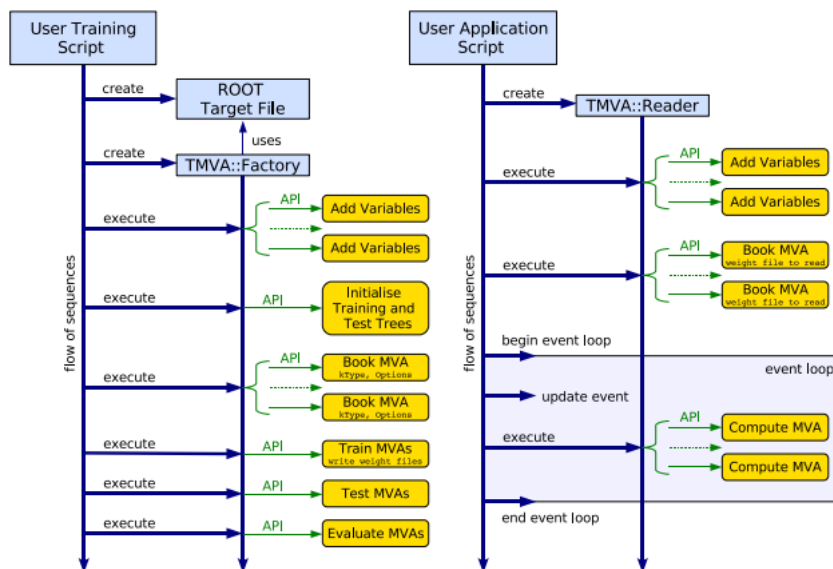 User Training
Script
create
ROOT
Target File
uses
create
TMVA::Factory
flow of sequences
execute
API
Add Variables
Add Variables
execute
API
Initialise
Training and
Test Trees
execute
API
Book MVA
kType, Options
Book MVA
kType, Options
execute
API
Train MVAs
write weight files
execute
API
Test MVAs
execute
API
Evaluate MVAs
User Application
Script
create
TMVA::Reader
flow of sequences
execute
API
Add Variables
Add Variables
execute
API
Book MVA
weight file to read
Book MVA
weight file to read
begin event loop
event loop
update event
execute
API
Compute MVA
Compute MVA
end event loop